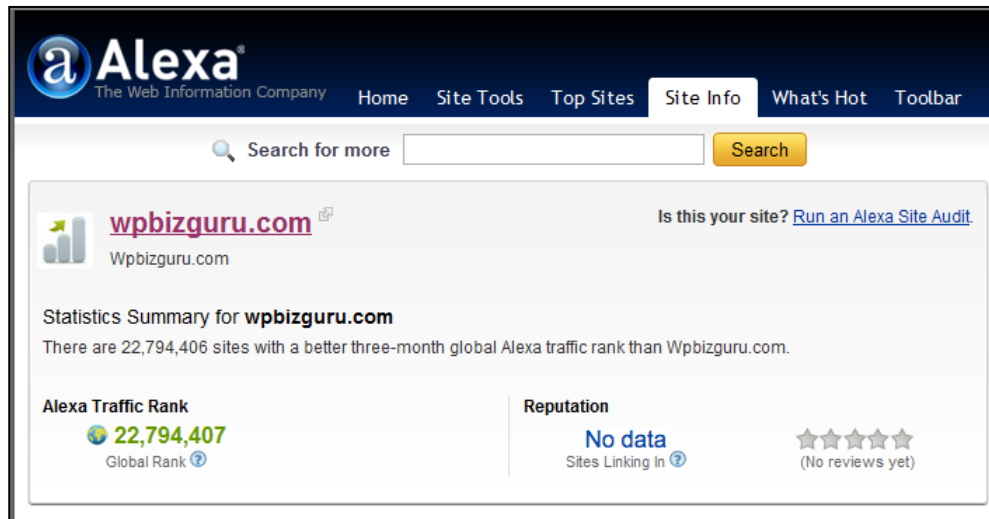 a Alexa®
The Web Information Company
Home Site Tools Top Sites Site Info What's Hot Toolbar
Search for more Search
wpbizguru.com
Is this your site? Run an Alexa Site Audit.
Wpbizguru.com
Statistics Summary for wpbizguru.com
There are 22,794,406 sites with a better three-month global Alexa traffic rank than Wpbizguru.com.
Alexa Traffic Rank
22,794,407
Global Rank ?
Reputation
No data
Sites Linking In ?
(No reviews yet)